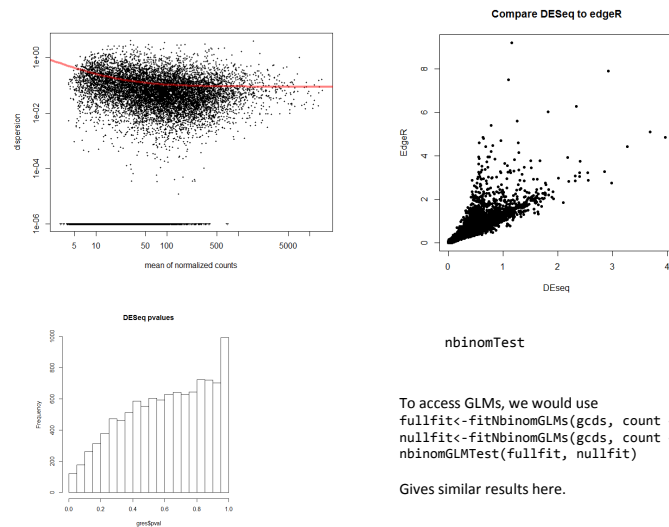 dispersion
1e+00
1e-02
1e-04
1e-06
5 10 50 100 500 5000
mean of normalized counts
Compare DESeq to edgeR
EdgeR
8
6
4
2
0
0 1 2 3 4
DEseq
DESeq pvalues
Frequency
1000
800
600
400
200
0
0.0 0.2 0.4 0.6 0.8 1.0
gres$pval
nbinomTest
To access GLMs, we would use
fullfit<-fitNbinomGLMs(gcds, count
nullfit<-fitNbinomGLMs(gcds, count
nbinomGLMTest(fullfit, nullfit)
Gives similar results here.